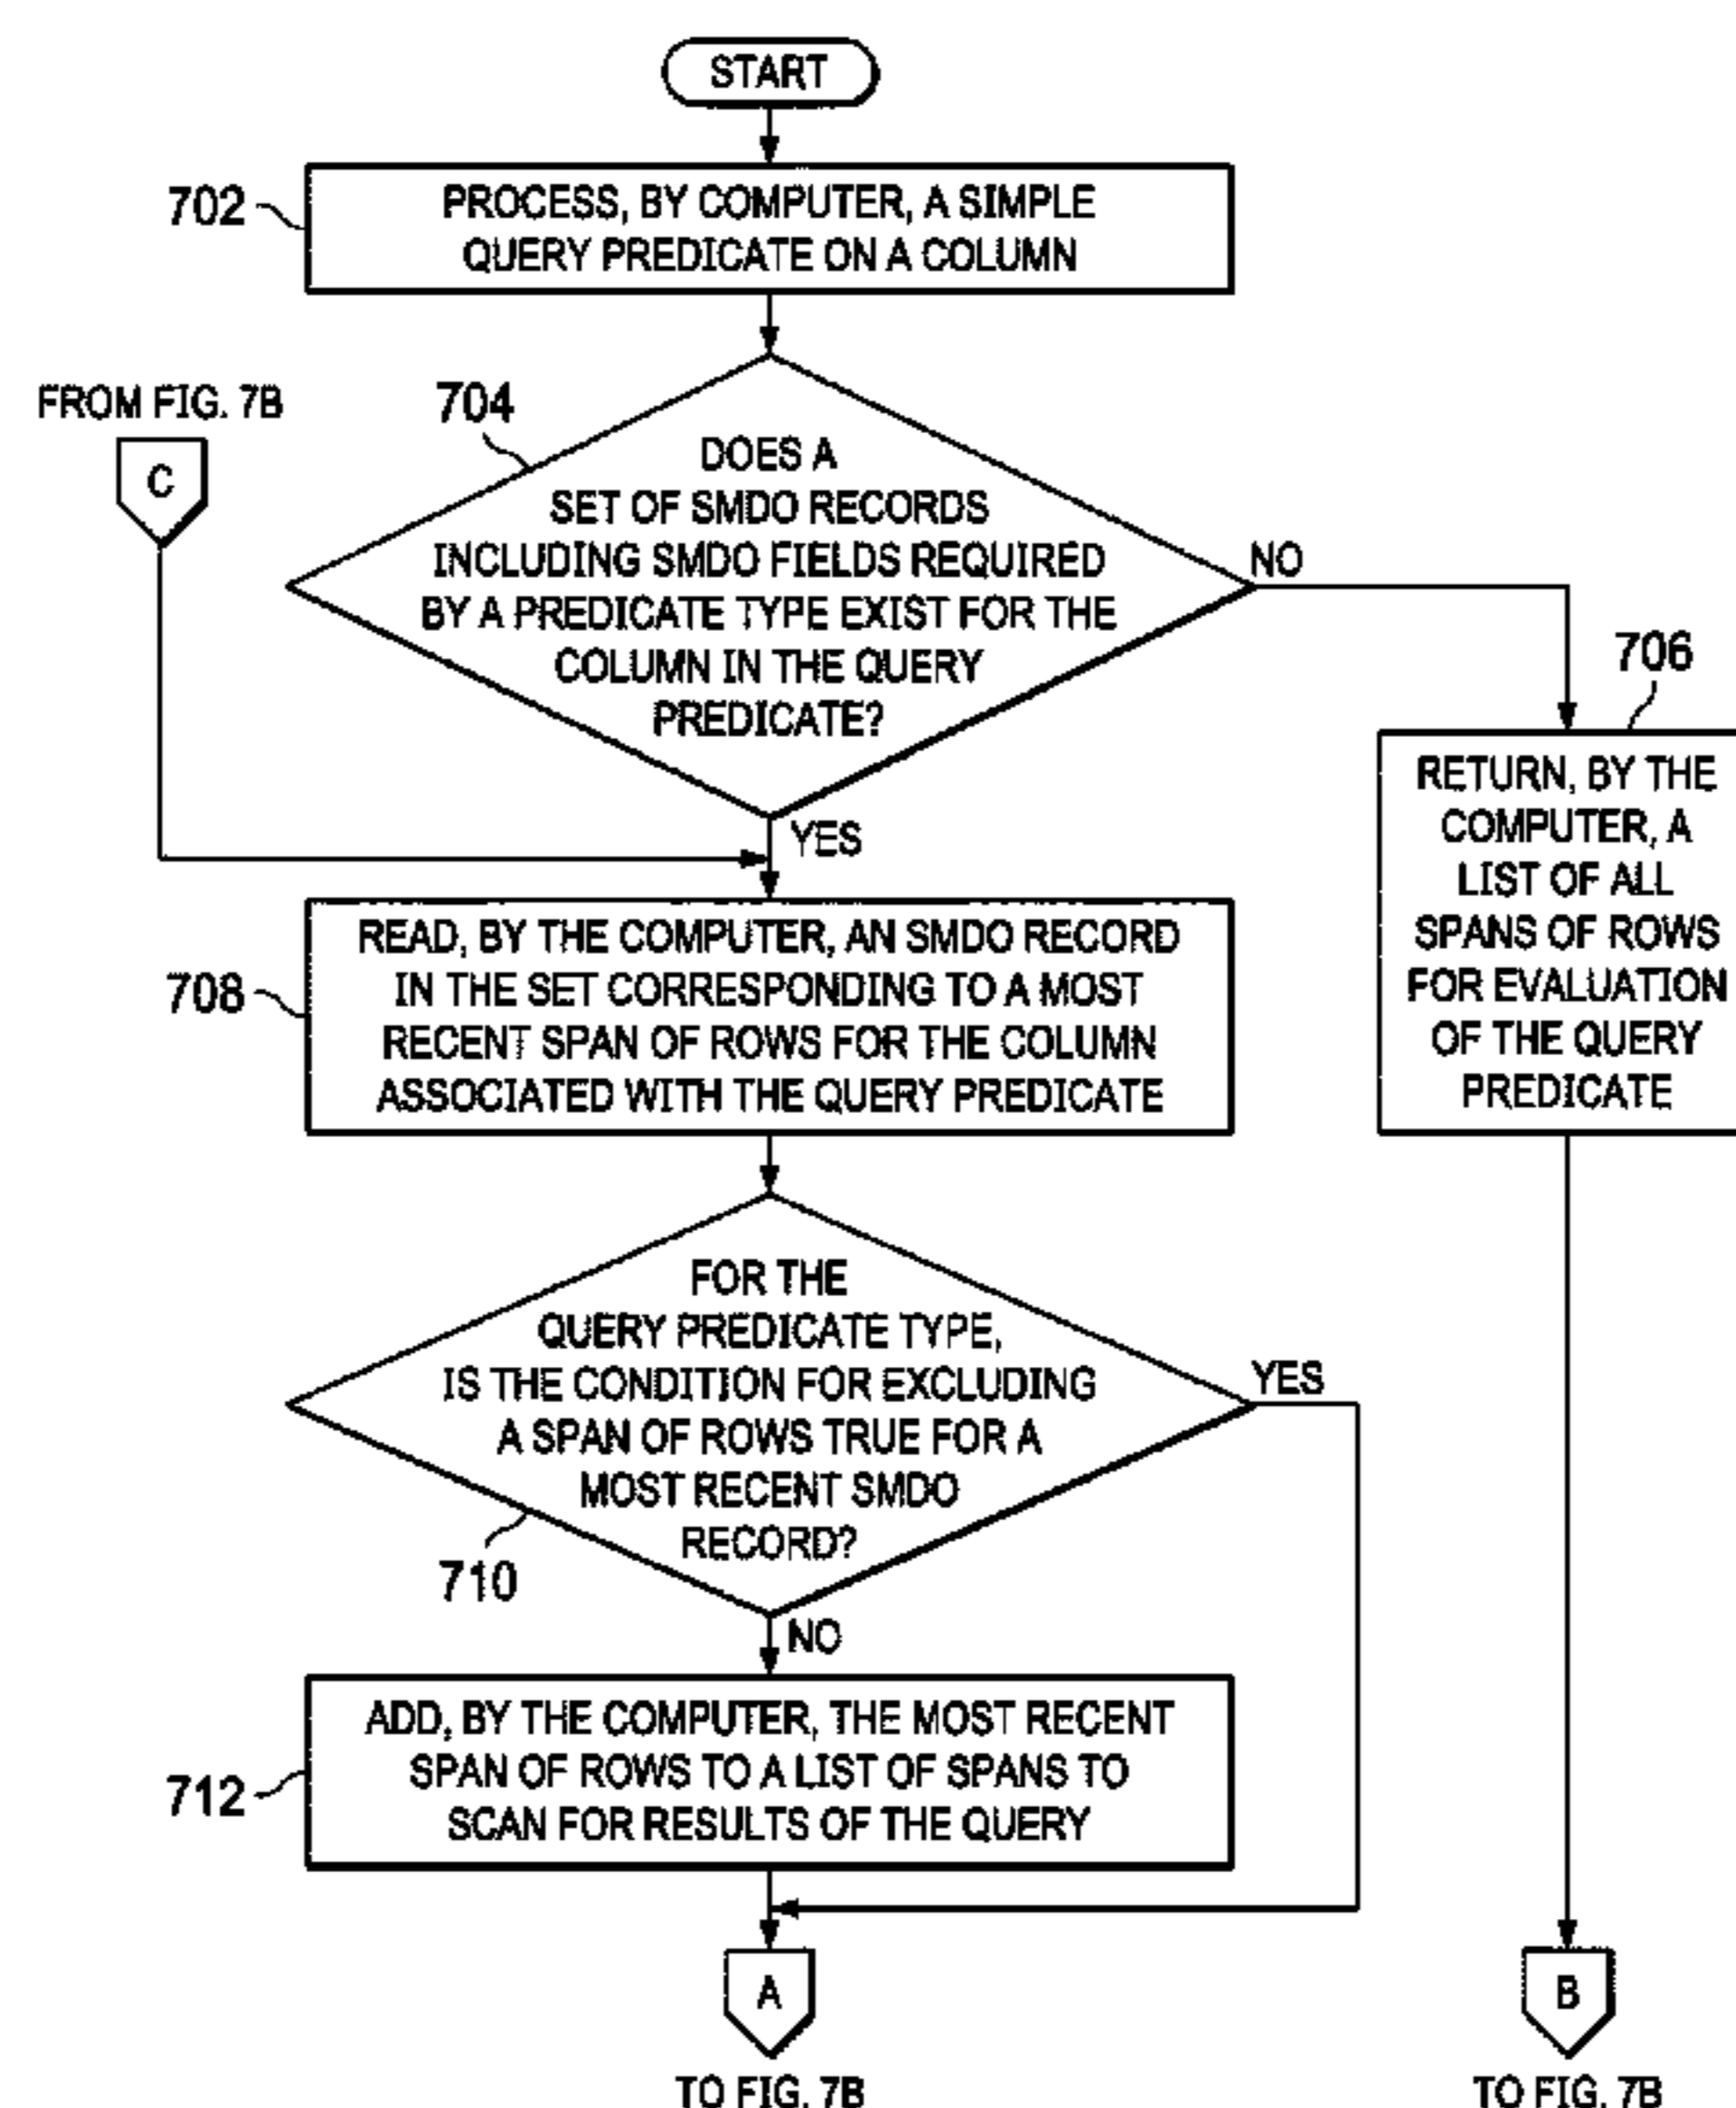 START
702
PROCESS, BY COMPUTER, A SIMPLE
QUERY PREDICATE ON A COLUMN
FROM FIG. 7B
C
704
DOES A
SET OF SMDO RECORDS
INCLUDING SMDO FIELDS REQUIRED
BY A PREDICATE TYPE EXIST FOR THE
COLUMN IN THE QUERY
PREDICATE?
NO
YES
706
RETURN, BY THE
COMPUTER, A
LIST OF ALL
SPANS OF ROWS
FOR EVALUATION
OF THE QUERY
PREDICATE
708
READ, BY THE COMPUTER, AN SMDO RECORD
IN THE SET CORRESPONDING TO A MOST
RECENT SPAN OF ROWS FOR THE COLUMN
ASSOCIATED WITH THE QUERY PREDICATE
FOR THE
QUERY PREDICATE TYPE,
IS THE CONDITION FOR EXCLUDING
A SPAN OF ROWS TRUE FOR A
MOST RECENT SMDO
RECORD?
YES
710
NO
712
ADD, BY THE COMPUTER, THE MOST RECENT
SPAN OF ROWS TO A LIST OF SPANS TO
SCAN FOR RESULTS OF THE QUERY
A
TO FIG. 7B
B
TO FIG. 7B